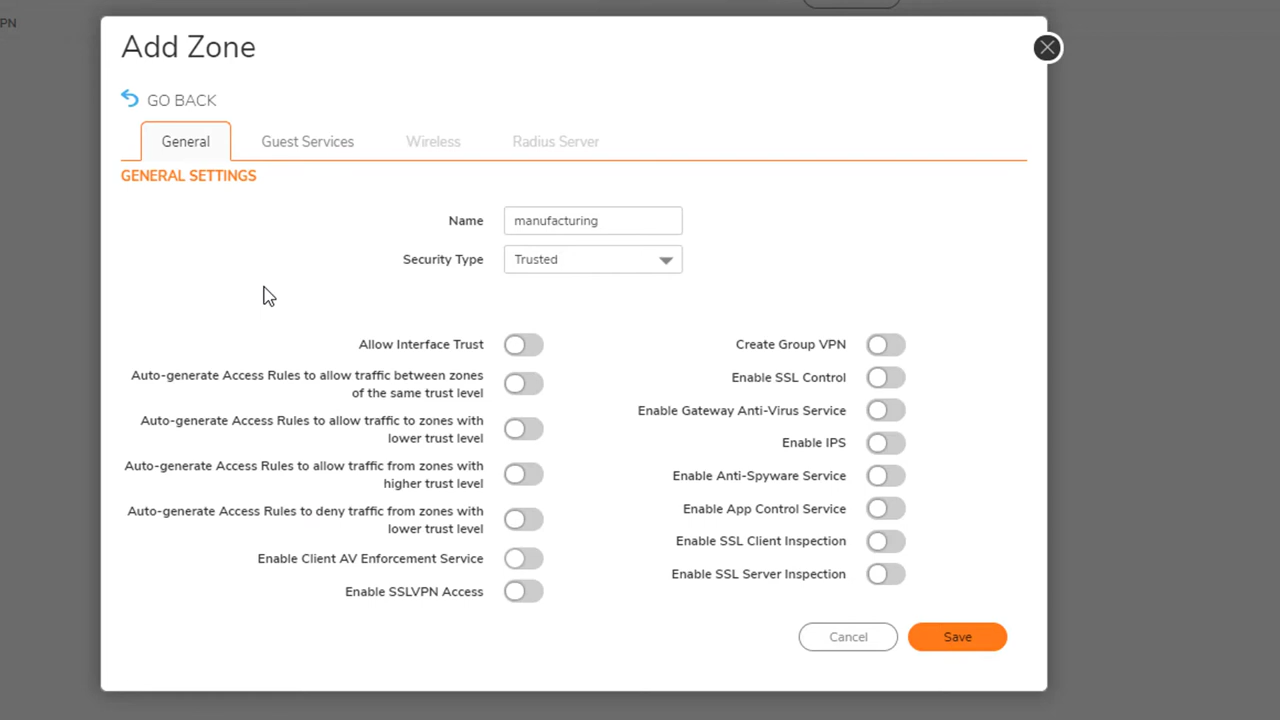 PN
Add Zone
GO BACK
General Guest Services Wireless Radius Server
GENERAL SETTINGS
Name manufacturing
Security Type Trusted
Allow Interface Trust
Auto-generate Access Rules to allow traffic between zones
of the same trust level
Auto-generate Access Rules to allow traffic to zones with
lower trust level
Auto-generate Access Rules to allow traffic from zones with
higher trust level
Auto-generate Access Rules to deny traffic from zones with
lower trust level
Enable Client AV Enforcement Service
Enable SSLVPN Access
Create Group VPN
Enable SSL Control
Enable Gateway Anti-Virus Service
Enable IPS
Enable Anti-Spyware Service
Enable App Control Service
Enable SSL Client Inspection
Enable SSL Server Inspection
Cancel Save